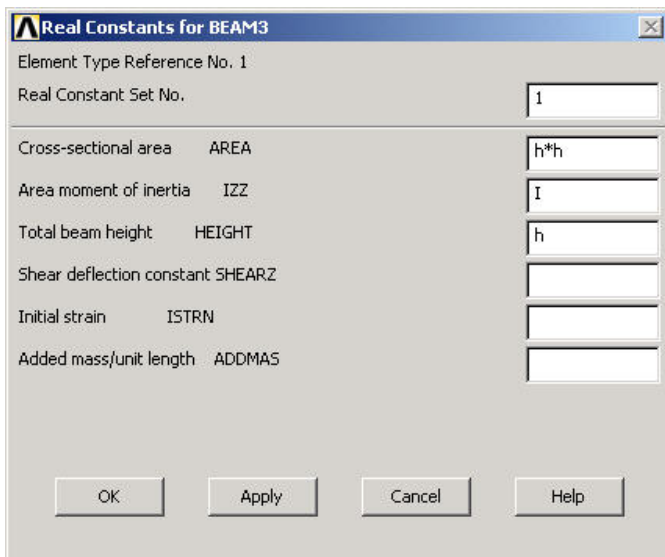 Real Constants for BEAM3
Element Type Reference No. 1
Real Constant Set No. 1
Cross-sectional area AREA h*h
Area moment of inertia IZZ I
Total beam height HEIGHT h
Shear deflection constant SHEARZ
Initial strain ISTRN
Added mass/unit length ADDMAS
OK Apply Cancel Help